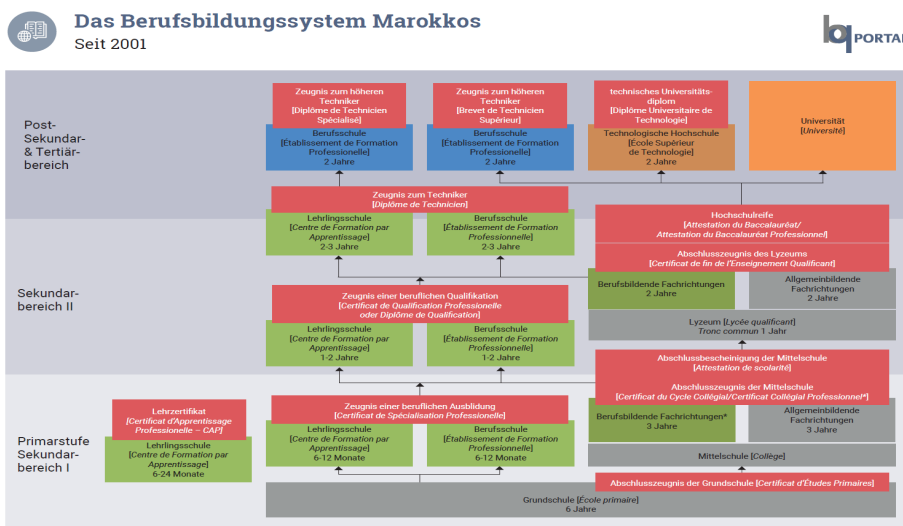 Das Berufsbildungssystem Marokkos
Seit 2001
bq PORTAL
Post-
Sekundar-
& Tertiär-
bereich
Zeugnis zum höheren
Techniker
[Diplôme de Technicien
Spécialisé]
Berufsschule
[Établissement de Formation
Professionelle]
2 Jahre
Zeugnis zum höheren
Techniker
[Brevet de Technicien
Supérieur]
Berufsschule
[Établissement de Formation
Professionelle]
2 Jahre
technisches Universitäts-
diplom
[Diplôme Universitaire de
Technologie]
Technologische Hochschule
[École Supérieur
de Technologie]
2 Jahre
Universität
[Université]
Zeugnis zum Techniker
[Diplôme de Technicien]
Lehrlingsschule
[Centre de Formation par
Apprentissage]
2-3 Jahre
Berufsschule
[Établissement de Formation
Professionnelle]
2-3 Jahre
Hochschulreife
[Attestation du Baccalauréat/
Attestation du Baccalauréat Professionnel]
Abschlusszeugnis des Lyzeums
[Certificat de fin de l'Enseignement Qualificant]
Sekundar-
bereich II
Berufsbildende Fachrichtungen
2 Jahre
Allgemeinbildende
Fachrichtungen
2 Jahre
Zeugnis einer beruflichen Qualifikation
[Certificat de Qualification Professionelle
oder Diplôme de Qualification]
Lehrlingsschule
[Centre de Formation par
Apprentissage]
1-2 Jahre
Berufsschule
[Établissement de Formation
Professionnelle]
1-2 Jahre
Lyzeum [Lycée qualificant]
Tronc commun 1 Jahr
Abschlussbescheinigung der Mittelschule
[Attestation de scolarité]
Abschlusszeugnis der Mittelschule
[Certificat du Cycle Collégial/Certificat Collégial Professionnel*]
Primarstufe
Sekundar-
bereich I
Lehrzertifikat
[Certificat d'Apprentissage
Professionelle – CAP]
Lehrlingsschule
[Centre de Formation par
Apprentissage]
6-24 Monate
Zeugnis einer beruflichen Ausblidung
[Certificat de Spécialisation Professionelle]
Lehrlingsschule
[Centre de Formation par
Apprentissage]
6-12 Monate
Berufsschule
[Établissement de Formation
Professionnelle]
6-12 Monate
Berufsbildende Fachrichtungen*
3 Jahre
Allgemeinbildende
Fachrichtungen
3 Jahre
Mittelschule [Collège]
Abschlusszeugnis der Grundschule [Certificat d'Études Primaires]
Grundschule [École primaire]
6 Jahre